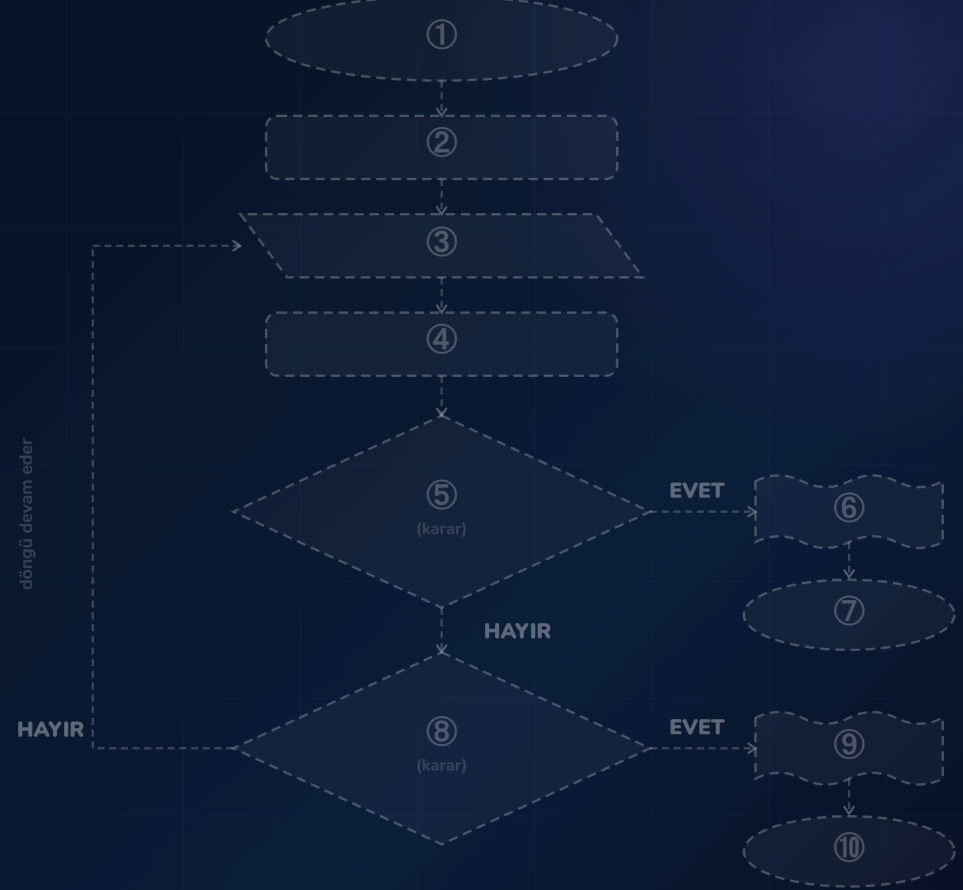 ①
②
③
④
⑤
(karar)
EVET
⑥
⑦
HAYIR
⑧
(karar)
EVET
⑨
⑩
HAYIR
döngü devam eder